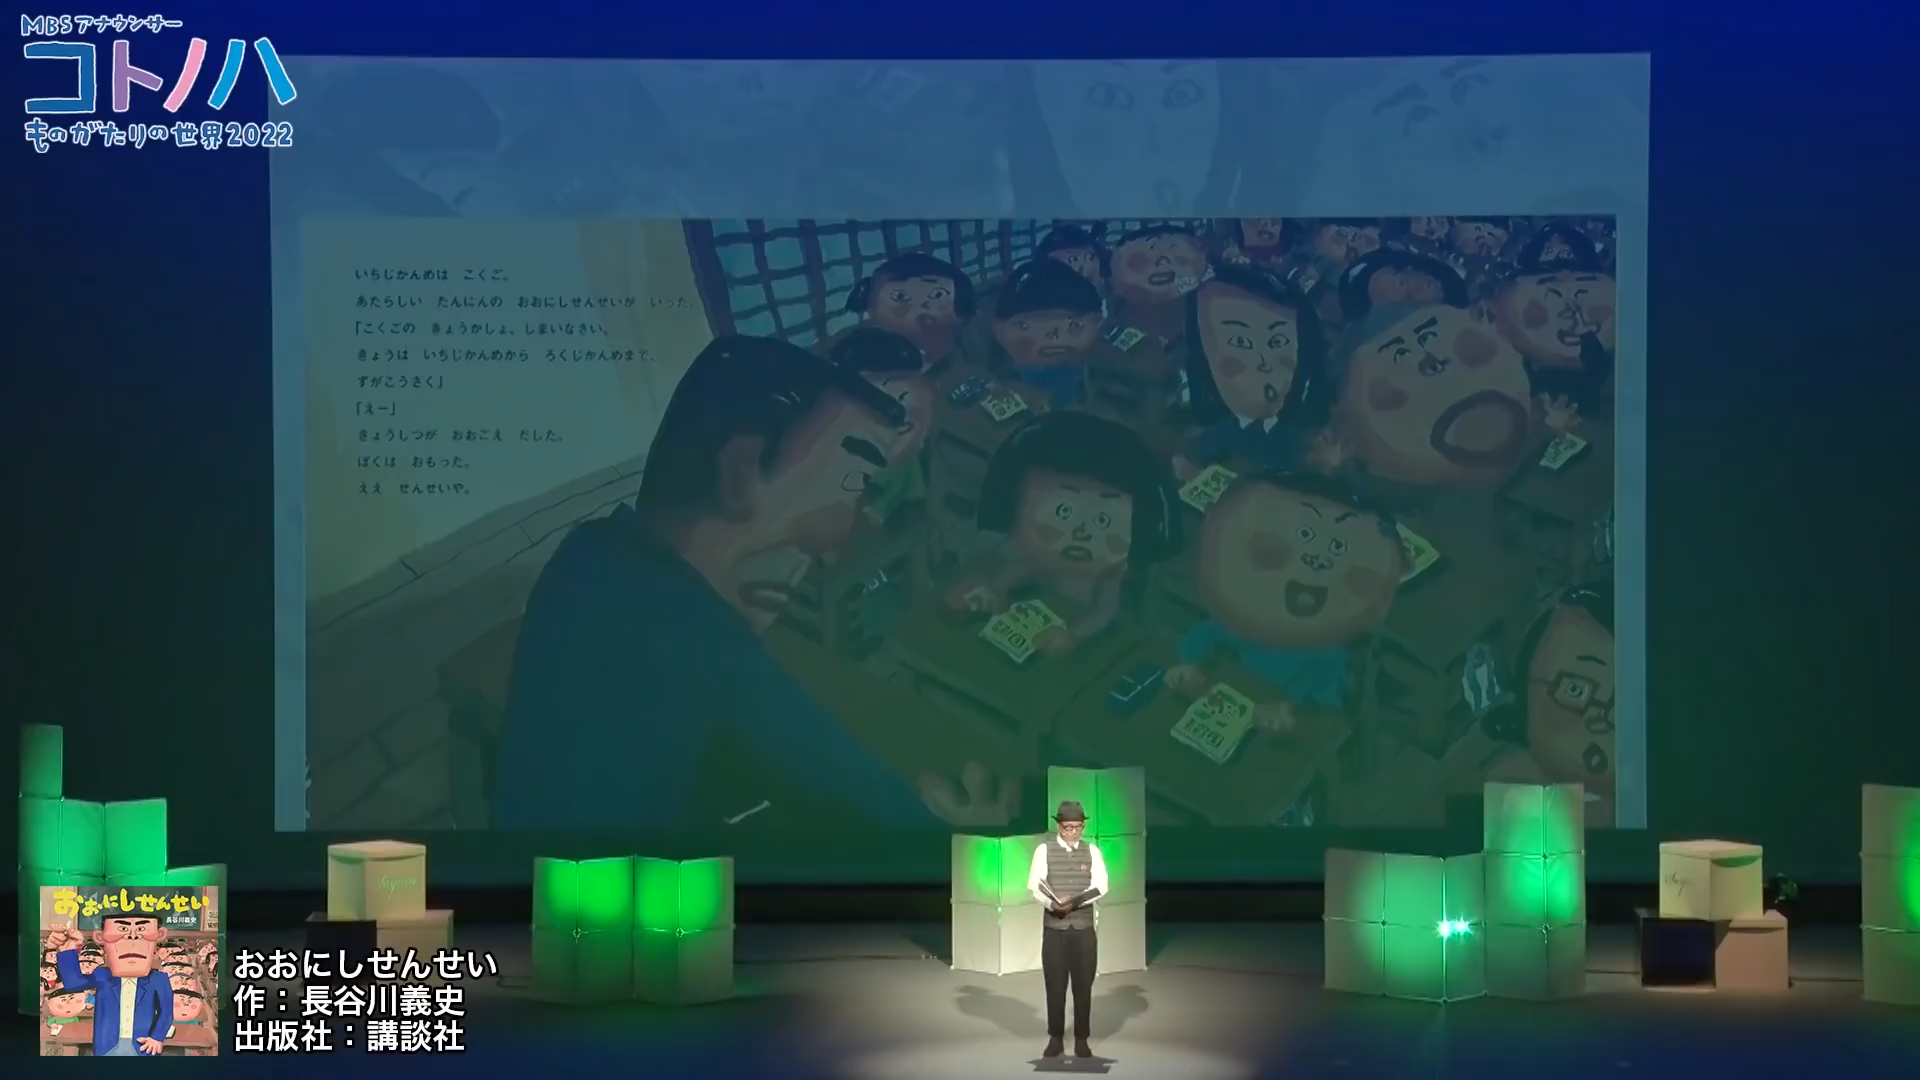 MBSアナウンサー
コトノハ
ものがたりの世界2022
いちじかんめは こくご。
あたらしい たんにんの おおにしせんせいが いった。
「こくごの きょうかしょ、しまいなさい。
きょうは いちじかんめから ろくじかんめまで、
ずがこうさく」
「えー」
きょうしつが おおごえ だした。
ぼくは おもった。
ええ せんせいや。
おおにしせんせい
長谷川義史
おおにしせんせい
作：長谷川義史
出版社：講談社